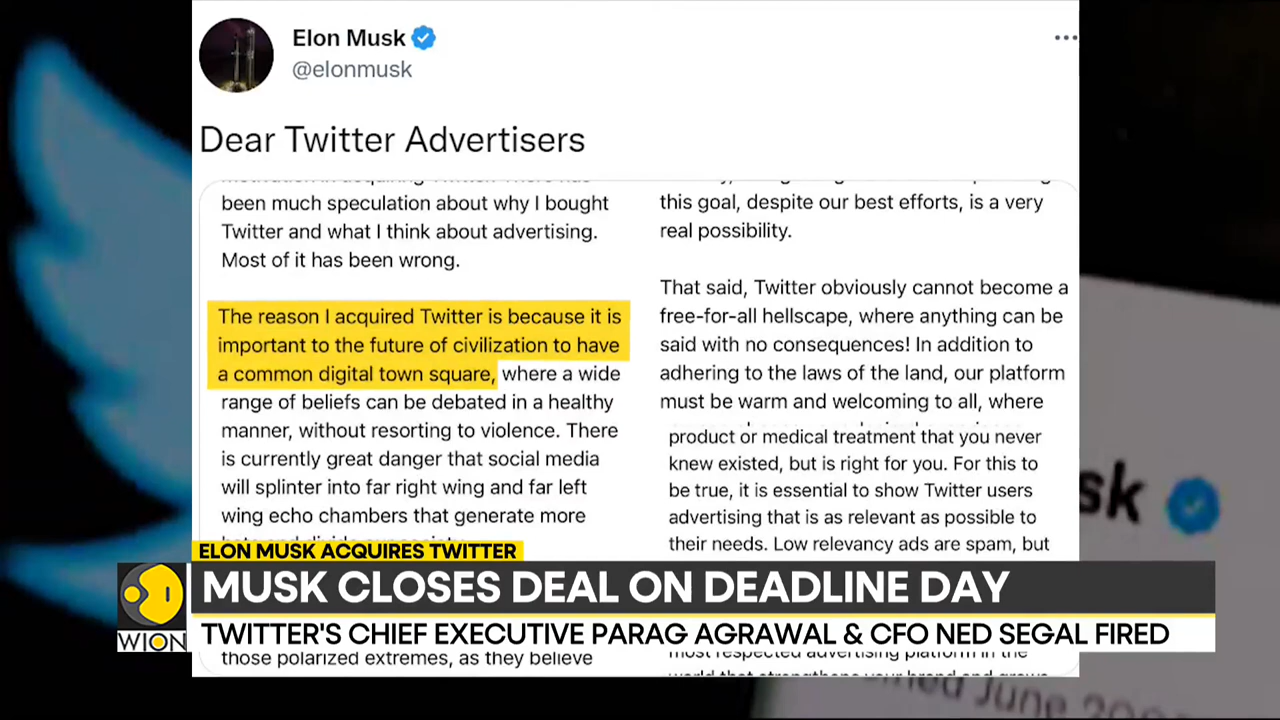 Elon Musk
@elonmusk
Dear Twitter Advertisers
been much speculation about why I bought
Twitter and what I think about advertising.
Most of it has been wrong.
The reason I acquired Twitter is because it is
important to the future of civilization to have
a common digital town square, where a wide
range of beliefs can be debated in a healthy
manner, without resorting to violence. There
is currently great danger that social media
will splinter into far right wing and far left
wing echo chambers that generate more
those polarized extremes, as they believe
this goal, despite our best efforts, is a very
real possibility.
That said, Twitter obviously cannot become a
free-for-all hellscape, where anything can be
said with no consequences! In addition to
adhering to the laws of the land, our platform
must be warm and welcoming to all, where
product or medical treatment that you never
knew existed, but is right for you. For this to
be true, it is essential to show Twitter users
advertising that is as relevant as possible to
their needs. Low relevancy ads are spam, but
most respected advertising platform in the
sk
June
ELON MUSK ACQUIRES TWITTER
MUSK CLOSES DEAL ON DEADLINE DAY
TWITTER'S CHIEF EXECUTIVE PARAG AGRAWAL & CFO NED SEGAL FIRED
WION